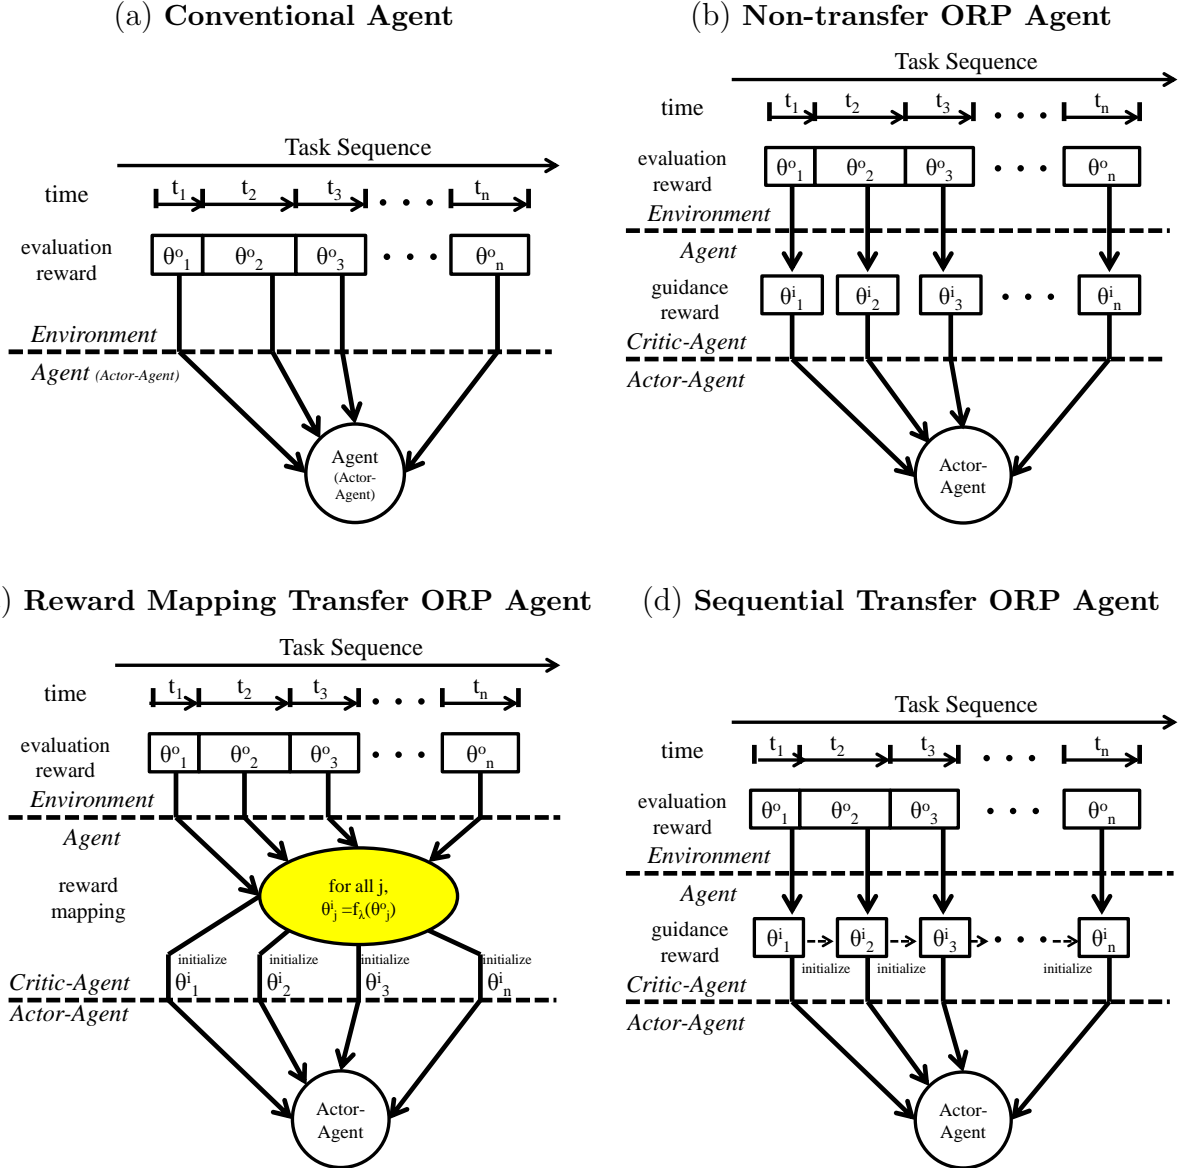 (a) Conventional Agent
Task Sequence
time t₁ t₂ t₃ • • • tₙ
evaluation reward θᵒ₁ θᵒ₂ θᵒ₃ • • • θᵒₙ
Environment
Agent (Actor-Agent)
Agent
(Actor-
Agent)
(b) Non-transfer ORP Agent
Task Sequence
time t₁ t₂ t₃ • • • tₙ
evaluation reward θᵒ₁ θᵒ₂ θᵒ₃ • • • θᵒₙ
Environment
Agent
guidance reward θⁱ₁ θⁱ₂ θⁱ₃ • • • θⁱₙ
Critic-Agent
Actor-Agent
Actor-
Agent
) Reward Mapping Transfer ORP Agent
Task Sequence
time t₁ t₂ t₃ • • • tₙ
evaluation reward θᵒ₁ θᵒ₂ θᵒ₃ • • • θᵒₙ
Environment
Agent
reward
mapping
for all j,
θⁱⱼ =f_λ(θᵒⱼ)
initialize initialize initialize initialize
θⁱ₁ θⁱ₂ θⁱ₃ θⁱₙ
Critic-Agent
Actor-Agent
Actor-
Agent
(d) Sequential Transfer ORP Agent
Task Sequence
time t₁ t₂ t₃ • • • tₙ
evaluation reward θᵒ₁ θᵒ₂ θᵒ₃ • • • θᵒₙ
Environment
Agent
guidance reward θⁱ₁ θⁱ₂ θⁱ₃ • • • θⁱₙ
initialize initialize initialize
Critic-Agent
Actor-Agent
Actor-
Agent